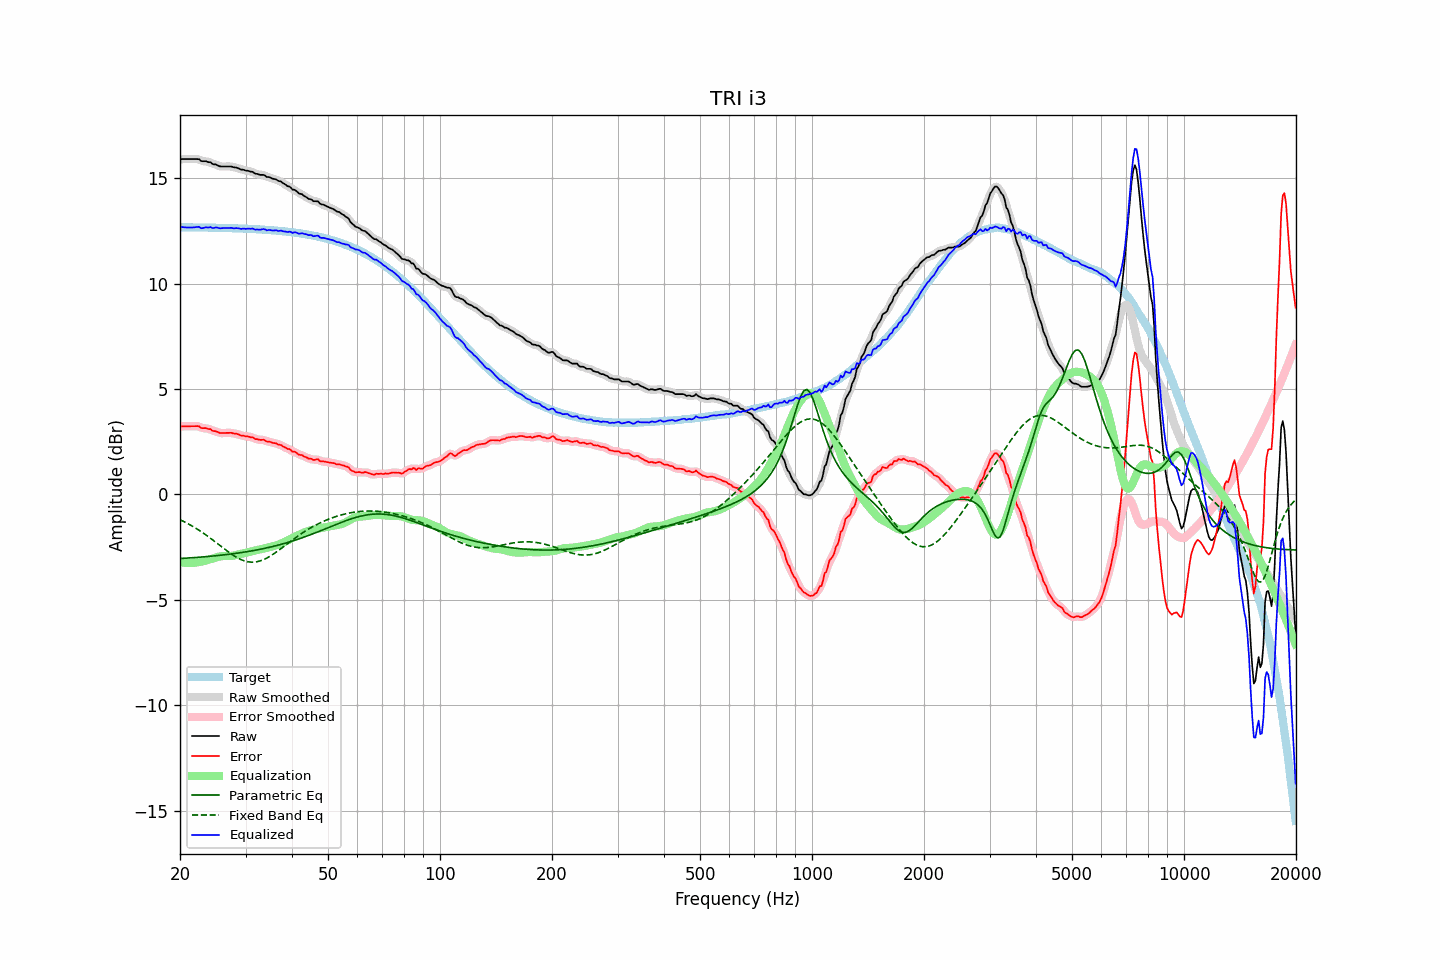 TRI i3
Amplitude (dBr)
15
10
5
0
−5
−10
−15
Target
Raw Smoothed
Error Smoothed
Raw
Error
Equalization
Parametric Eq
Fixed Band Eq
Equalized
20 50 100 200 500 1000 2000 5000 10000 20000
Frequency (Hz)